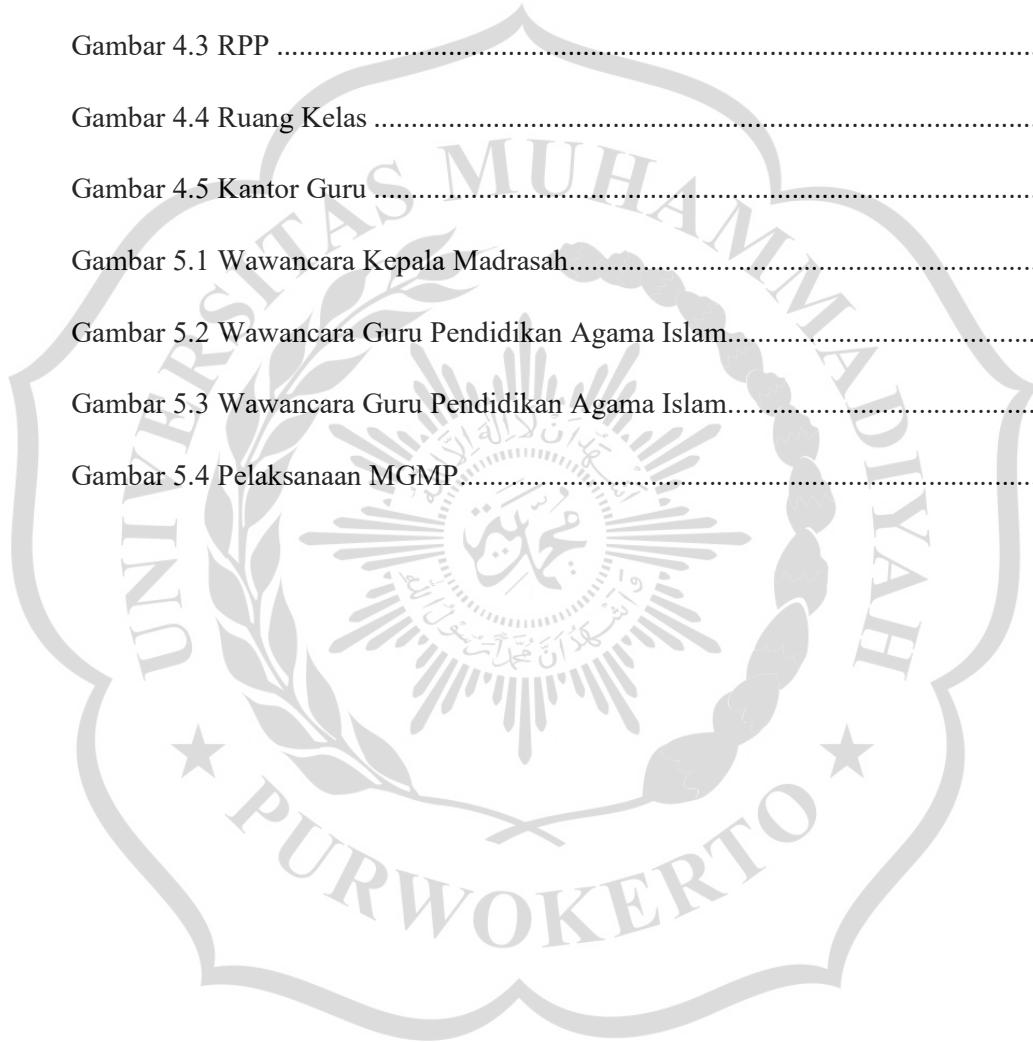 Gambar 4.3 RPP ....................................................................................................
Gambar 4.4 Ruang Kelas ......................................................................................
Gambar 4.5 Kantor Guru ......................................................................................
Gambar 5.1 Wawancara Kepala Madrasah............................................................
Gambar 5.2 Wawancara Guru Pendidikan Agama Islam.......................................
Gambar 5.3 Wawancara Guru Pendidikan Agama Islam.......................................
Gambar 5.4 Pelaksanaan MGMP...........................................................................
UNIVERSITAS MUHAMMADIYAH
PURWOKERTO